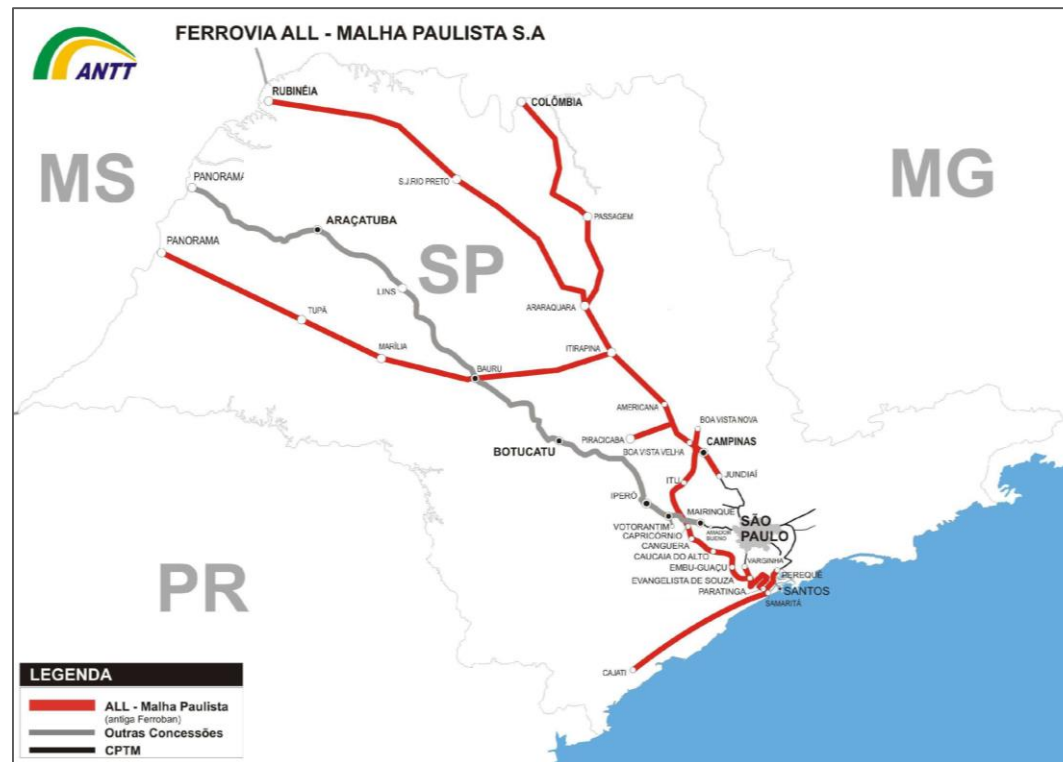 FERROVIA ALL - MALHA PAULISTA S.A
ANTT
RUBINÉIA
COLÔMBIA
MS
MG
PANORAMA
S.J.RIO PRETO
PASSAGEM
ARAÇATUBA
PANORAMA
SP
LINS
ARARAQUARA
TUPÃ
MARÍLIA
ITIRAPINA
BAURU
AMERICANA
BOA VISTA NOVA
PIRACICABA
CAMPINAS
BOTUCATU
BOA VISTA VELHA
JUNDIAÍ
ITU
IPERÓ
MAIRINQUE
SÃO
PAULO
VOTORANTIM
AMADOR
BUENO
CAPRICÓRNIO
CANGUERA
CAUCAIA DO ALTO
VARGINHA
EMBU-GUAÇU
PEREQUÊ
EVANGELISTA DE SOUZA
PARATINGA
SANTOS
SAMARITÁ
PR
CAJATI
LEGENDA
ALL - Malha Paulista
(antiga Ferroban)
Outras Concessões
CPTM